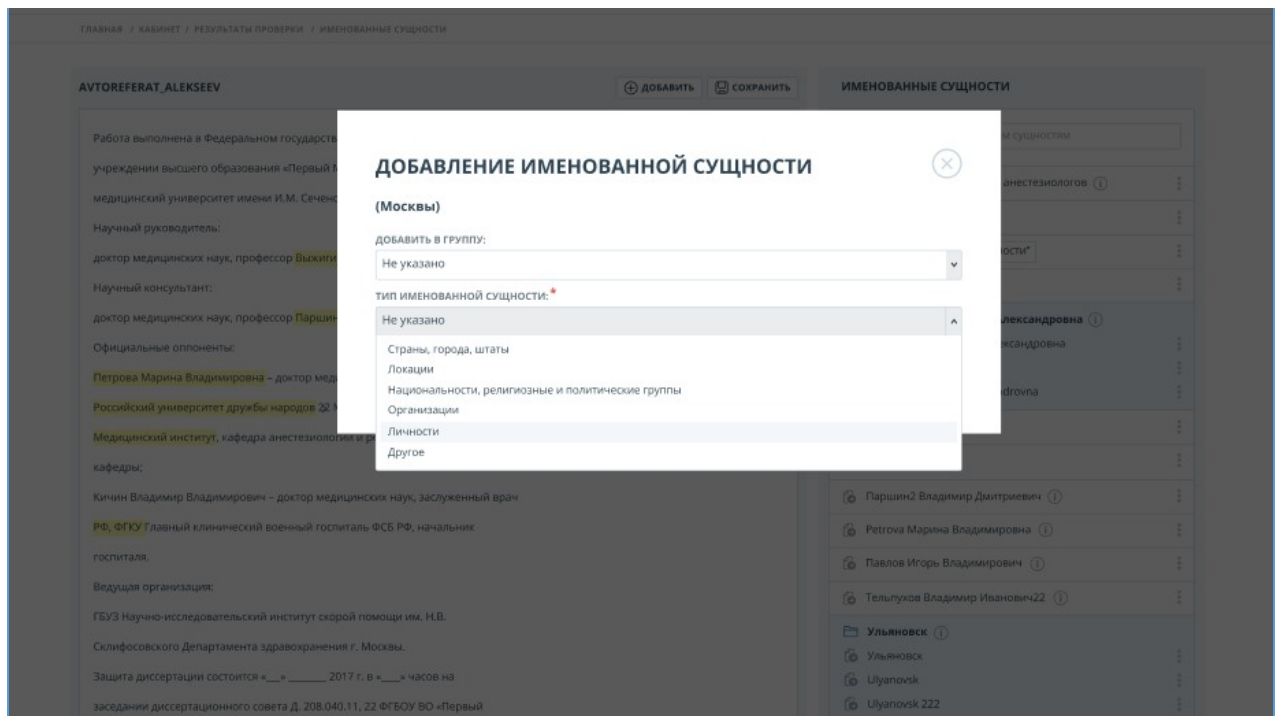 ГЛАВНАЯ / КАБИНЕТ / РЕЗУЛЬТАТЫ ПРОВЕРКИ / ИМЕНОВАННЫЕ СУЩНОСТИ
AVTOREFERAT_ALEKSEEV
ДОБАВИТЬ
СОХРАНИТЬ
Работа выполнена в Федеральном государств
учреждении высшего образования «Первый М
медицинский университет имени И.М. Сечено
Научный руководитель:
доктор медицинских наук, профессор Выжиги
Научный консультант:
доктор медицинских наук, профессор Паршин
Официальные оппоненты:
Петрова Марина Владимировна – доктор меди
Российский университет дружбы народов 22 М
Медицинский институт, кафедра анестезиологии и р
кафедры;
Кичин Владимир Владимирович – доктор медицинских наук, заслуженный врач
РФ, ФГКУ Главный клинический военный госпиталь ФСБ РФ, начальник
госпиталя.
Ведущая организация:
ГБУЗ Научно-исследовательский институт скорой помощи им. Н.В.
Склифосовского Департамента здравоохранения г. Москвы.
Защита диссертации состоится «__» _______ 2017 г. в «___» часов на
заседании диссертационного совета Д. 208.040.11, 22 ФГБОУ ВО «Первый
ДОБАВЛЕНИЕ ИМЕНОВАННОЙ СУЩНОСТИ
(Москвы)
ДОБАВИТЬ В ГРУППУ:
Не указано
ТИП ИМЕНОВАННОЙ СУЩНОСТИ:*
Не указано
Страны, города, штаты
Локации
Национальности, религиозные и политические группы
Организации
Личности
Другое
ИМЕНОВАННЫЕ СУЩНОСТИ
м сущностям
анестезиологов
ости"
лександровна
ександровна
drovna
Паршин2 Владимир Дмитриевич
Petrova Марина Владимировна
Павлов Игорь Владимирович
Тельпухов Владимир Иванович22
Ульяновск
Ульяновск
Ulyanovsk
Ulyanovsk 222